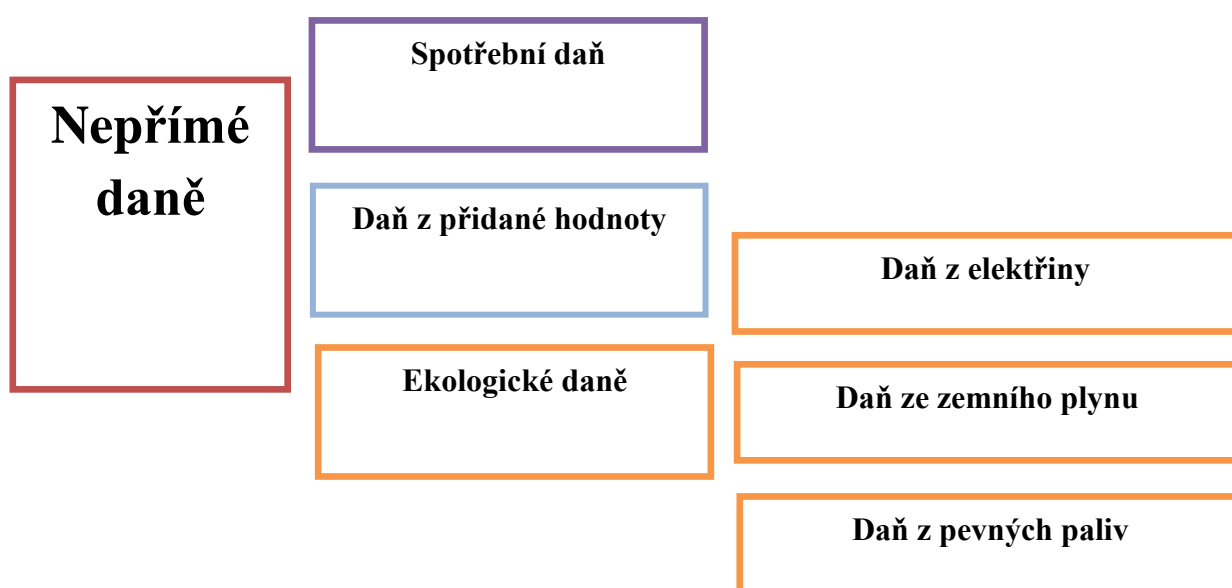 Nepřímé
daně
Spotřební daň
Daň z přidané hodnoty
Ekologické daně
Daň z elektřiny
Daň ze zemního plynu
Daň z pevných paliv